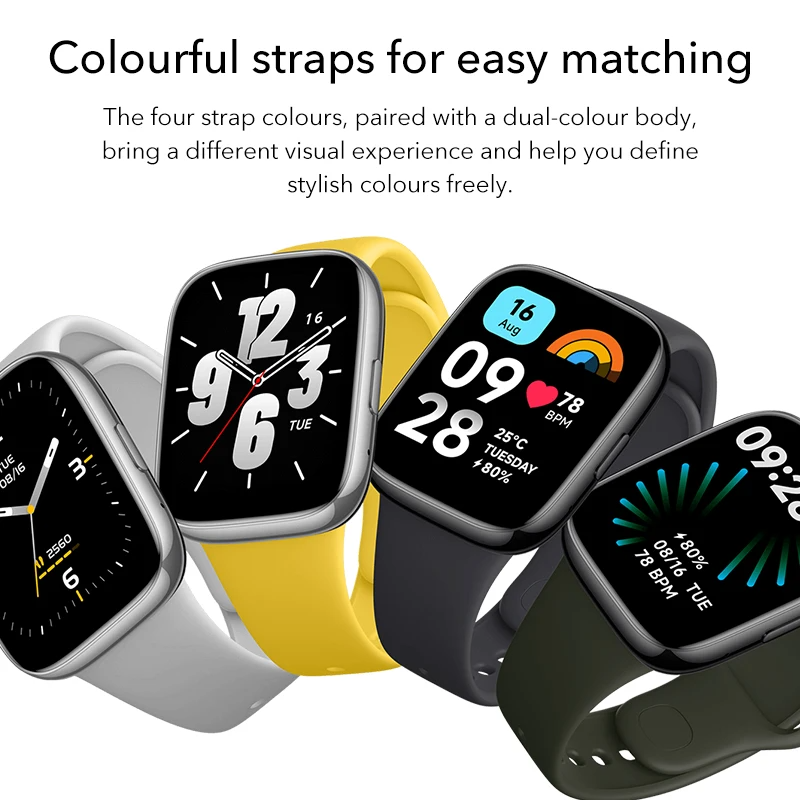 Colourful straps for easy matching
The four strap colours, paired with a dual-colour body,
bring a different visual experience and help you define
stylish colours freely.
TUE
08/16
3
2560
6
12
16
9
3
6
TUE
16
Aug
09
28
78
BPM
25°C
TUESDAY
80%
09:28
80%
08/16 TUE
78 BPM